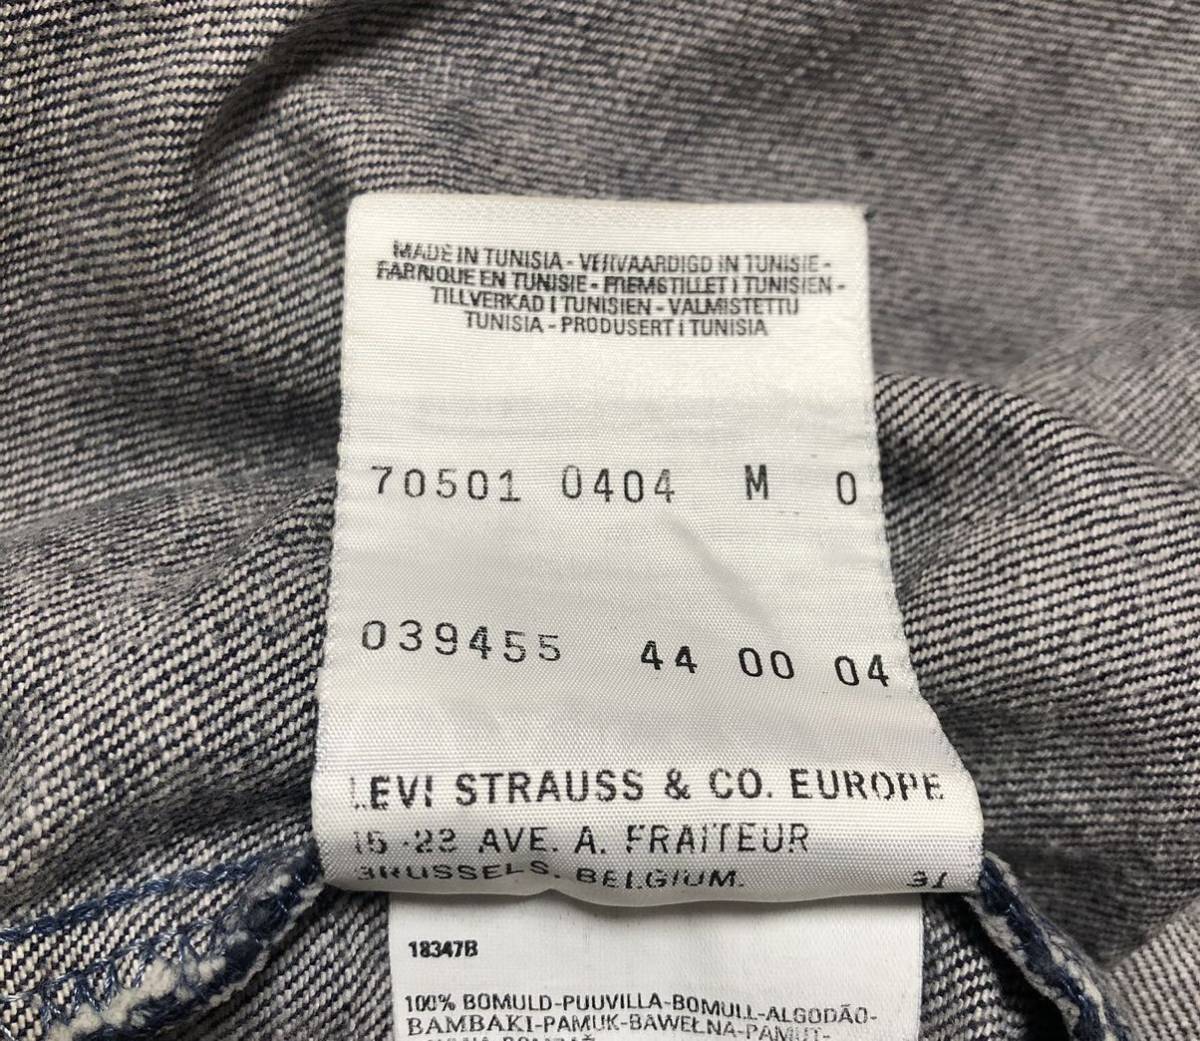 MADE IN TUNISIA - VERVAARDIGD IN TUNISIE -
FABRIQUE EN TUNISIE - FREMSTILLET I TUNISIEN -
TILLVERKAD I TUNISIEN - VALMISTETTU
TUNISIA - PRODUSERT I TUNISIA
70501 0404 M 0
039455 44 00 04
LEVI STRAUSS & CO. EUROPE
15-23 AVE. A. FRAITEUR
BRUSSELS. BELGIUM. 31
18347B
100% BOMULD-PUUVILLA-BOMULL-ALGODÃO-
BAMBAKI-PAMUK-BAWEŁNA-PAMUT-